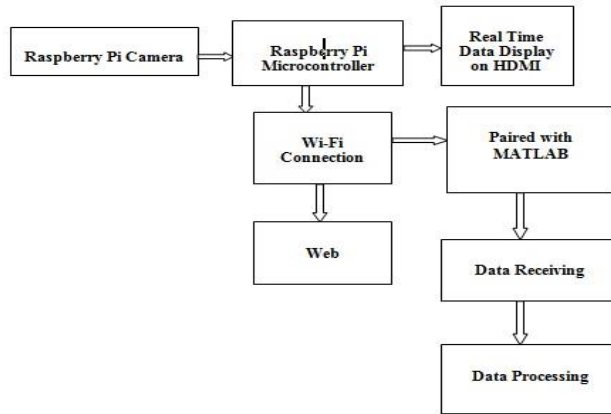 Raspberry Pi Camera
Raspberry Pi
Microcontroller
Real Time
Data Display
on HDMI
Wi-Fi
Connection
Paired with
MATLAB
Web
Data Receiving
Data Processing